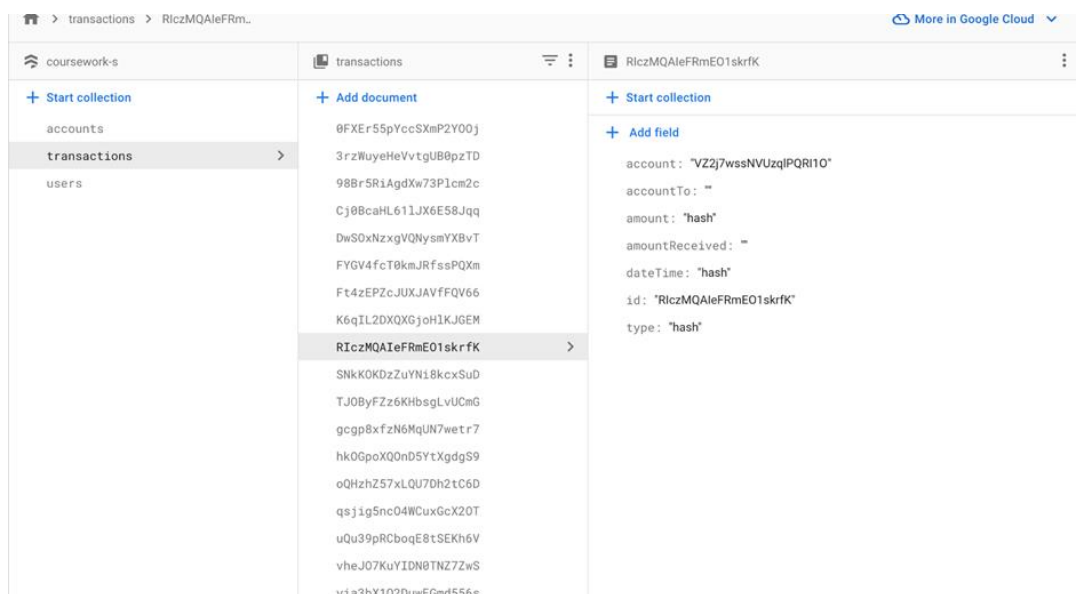 > transactions > RIczMQAIeFRm..
More in Google Cloud
coursework-s
transactions
RIczMQAIeFRmEO1skrfK
+ Start collection
+ Add document
+ Start collection
accounts
transactions
users
0FXEr55pYccSXmP2YOOj
3rzWuyeHeVvtgUB0pzTD
98Br5RiAgdXw73Plcm2c
Cj0BcaHL61lJX6E58Jqq
DwSOxNzxgVQNysmYXBvT
FYGV4fcT0kmJRfssPQXm
Ft4zEPZcJUXJAVfFQV66
K6qIL2DXQXGjoHlKJGEM
RIczMQAIeFRmEO1skrfK
SNkKOKDzZuYNi8kcxSuD
TJOByFZz6KHbsgLvUCmG
gcgp8xfzN6MqUN7wetr7
hkOGpoXQOnD5YtXgdgS9
oQHzhZ57xLQU7Dh2tC6D
qsjig5ncO4WCuxGcX2OT
uQu39pRCboqE8tSEKh6V
vheJO7KuYIDN0TNZ7ZwS
+ Add field
account: "VZ2j7wssNVUzqlPQRI1O"
accountTo: ""
amount: "hash"
amountReceived: ""
dateTime: "hash"
id: "RIczMQAIeFRmEO1skrfK"
type: "hash"